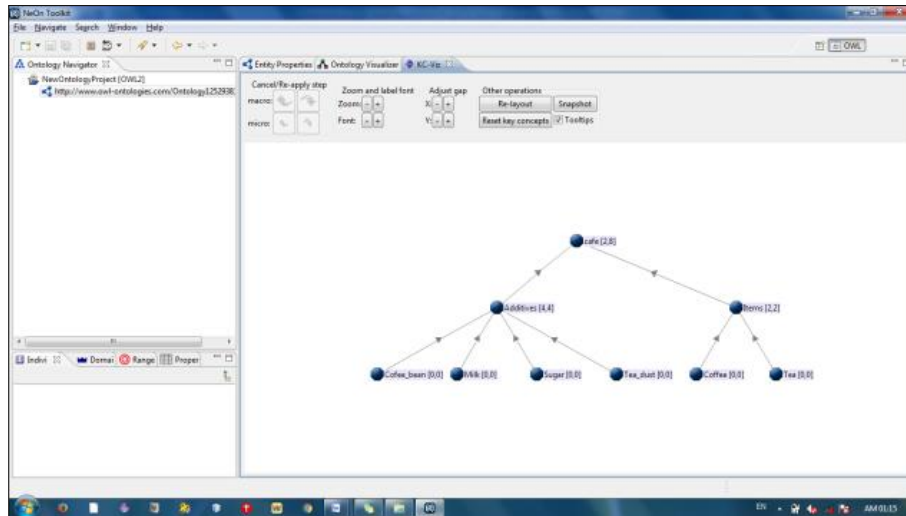 NeOn Toolkit
File Navigate Search Window Help
OWL
Ontology Navigator
Entity Properties Ontology Visualizer KC-Viz
NewOntologyProject [OWL2]
http://www.owl-ontologies.com/Ontology12529383
Cancel/Re-apply step Zoom and label font Adjust gap Other operations
macro: Zoom: - + X: - + Re-layout Snapshot
micro: Font: - + Y: - + Reset key concepts Tooltips
cafe [2,8]
Additives [4,4] Items [2,2]
Cofee_bean [0,0] Milk [0,0] Sugar [0,0] Tea_dust [0,0] Coffee [0,0] Tea [0,0]
Indivi Domai Range Proper
EN AM 01:15